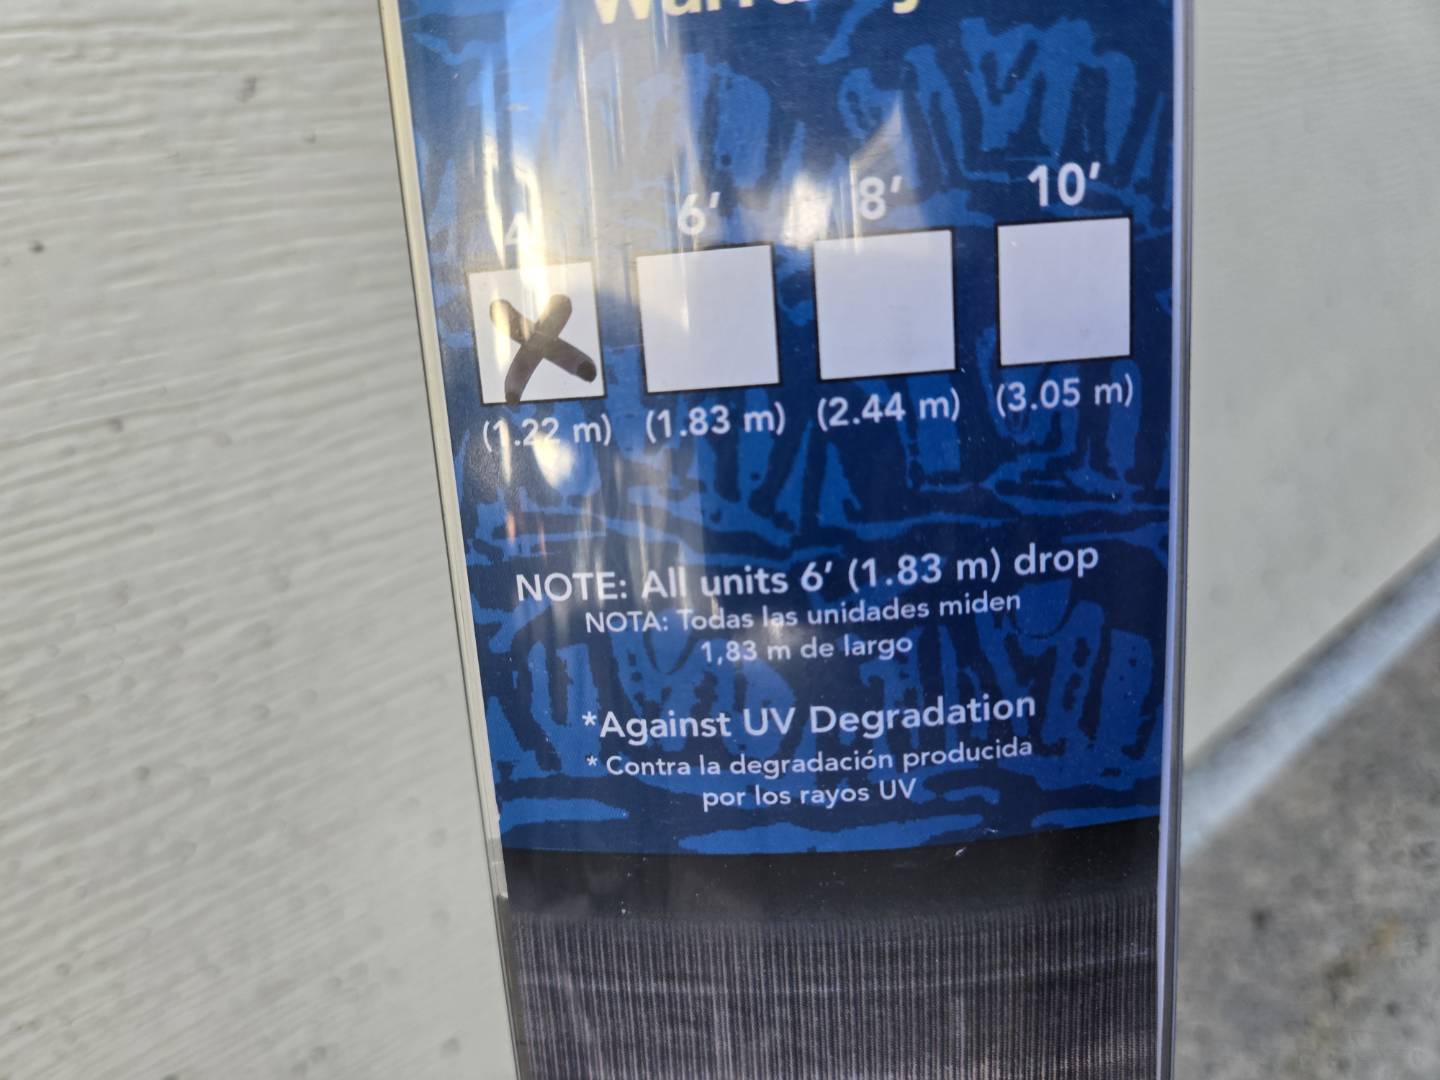 Warranty
4' 6' 8' 10'
X
(1.22 m) (1.83 m) (2.44 m) (3.05 m)
NOTE: All units 6' (1.83 m) drop
NOTA: Todas las unidades miden
1,83 m de largo
*Against UV Degradation
* Contra la degradación producida
por los rayos UV